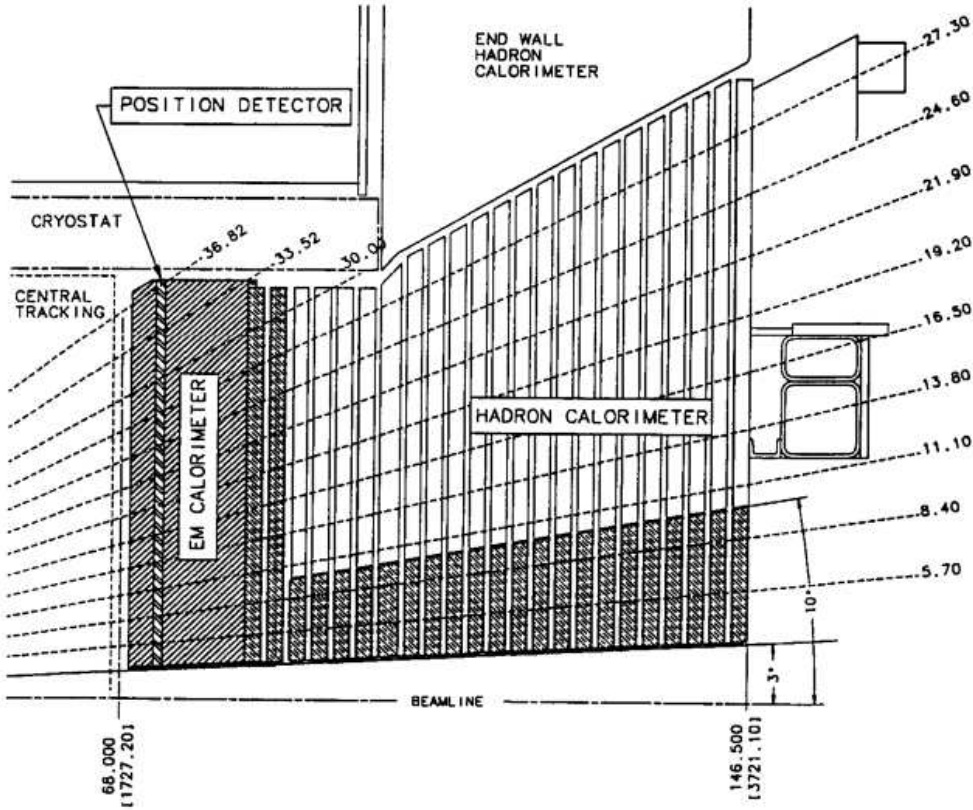 END WALL
HADRON
CALORIMETER
POSITION DETECTOR
CRYOSTAT
CENTRAL
TRACKING
EM CALORIMETER
HADRON CALORIMETER
BEAMLINE
36.82
33.52
27.30
24.60
21.90
19.20
16.50
13.80
11.10
8.40
5.70
10°
3°
68.000
[1727.20]
146.500
[3721.10]